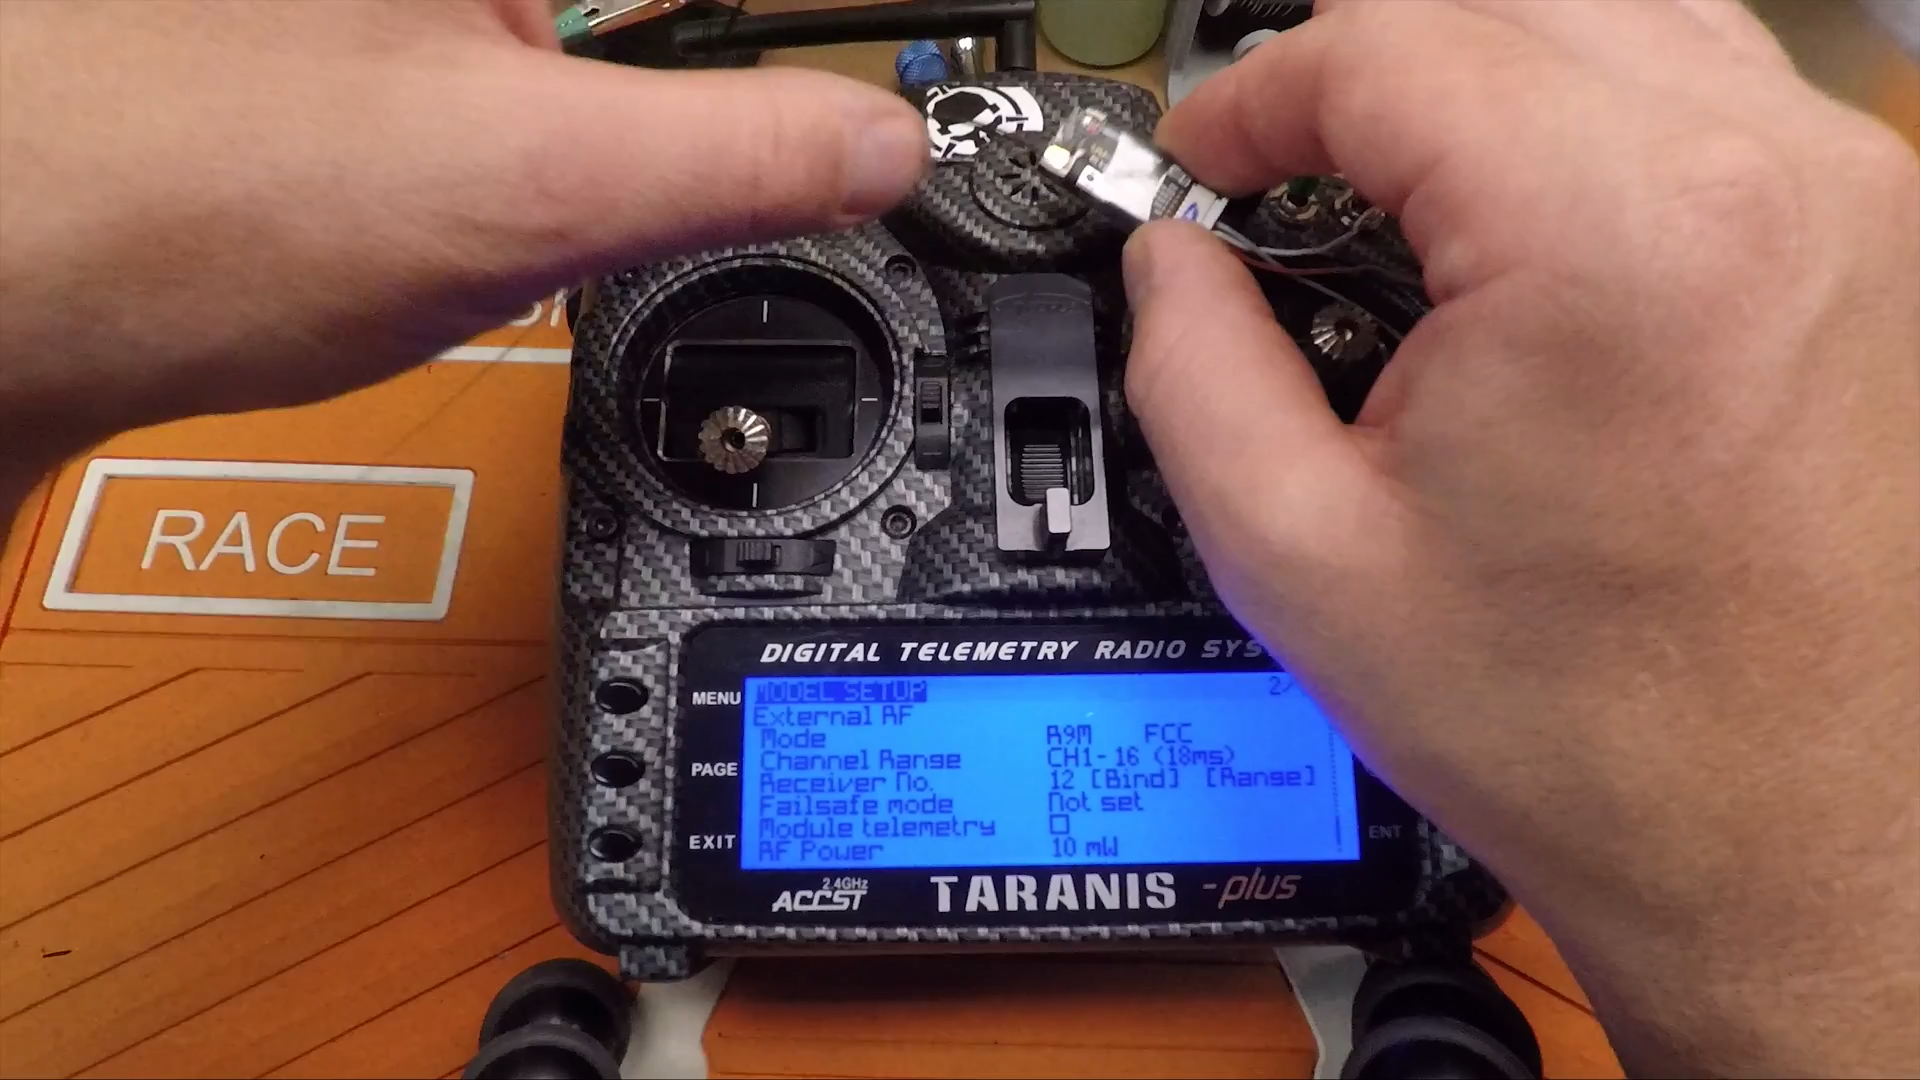 RACE
DIGITAL TELEMETRY RADIO SYS
MENU
MODEL SETUP 2/
External RF
Mode R9M FCC
PAGE
Channel Range CH1-16 (18ms)
Receiver No. 12 [Bind] [Range]
Failsafe mode Not set
EXIT
Module telemetry
ENT
RF Power 10 mW
2.4GHz
ACCST
TARANIS -plus